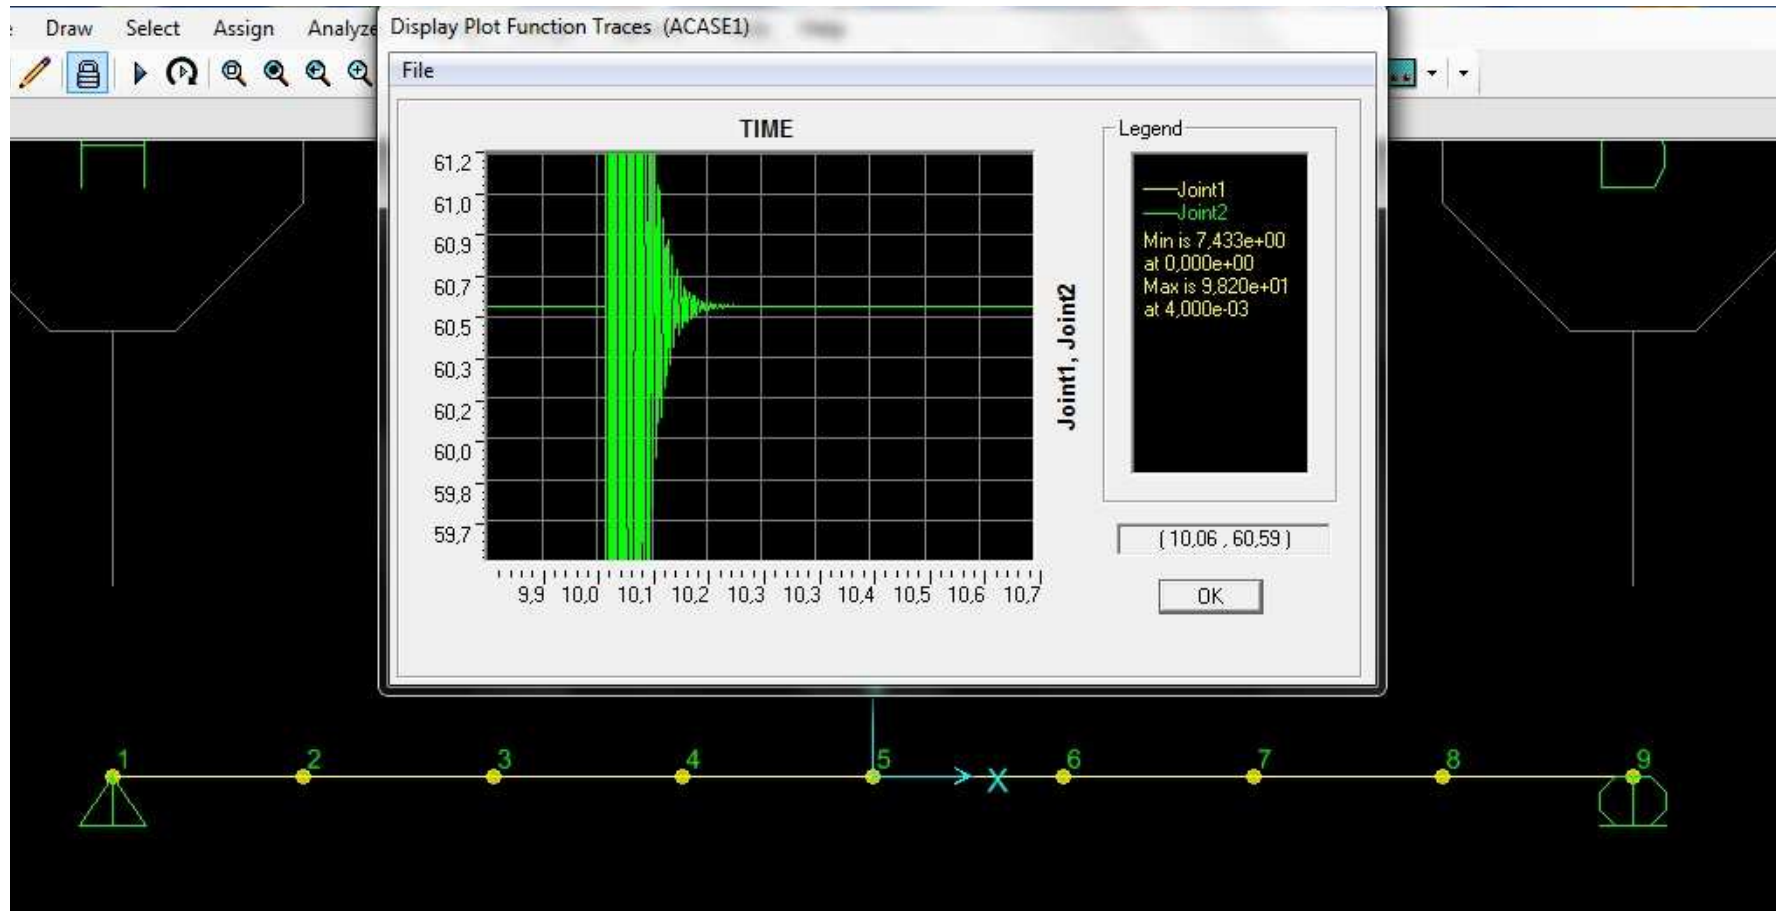 Draw Select Assign Analyze
Display Plot Function Traces (ACASE1)
File
TIME
61,2
61,0
60,9
60,7
60,5
60,3
60,2
60,0
59,8
59,7
9,9 10,0 10,1 10,2 10,3 10,3 10,4 10,5 10,6 10,7
Joint1, Joint2
Legend
Joint1
Joint2
Min is 7,433e+00
at 0,000e+00
Max is 9,820e+01
at 4,000e-03
( 10,06 , 60,59 )
OK
1 2 3 4 5 6 7 8 9
X